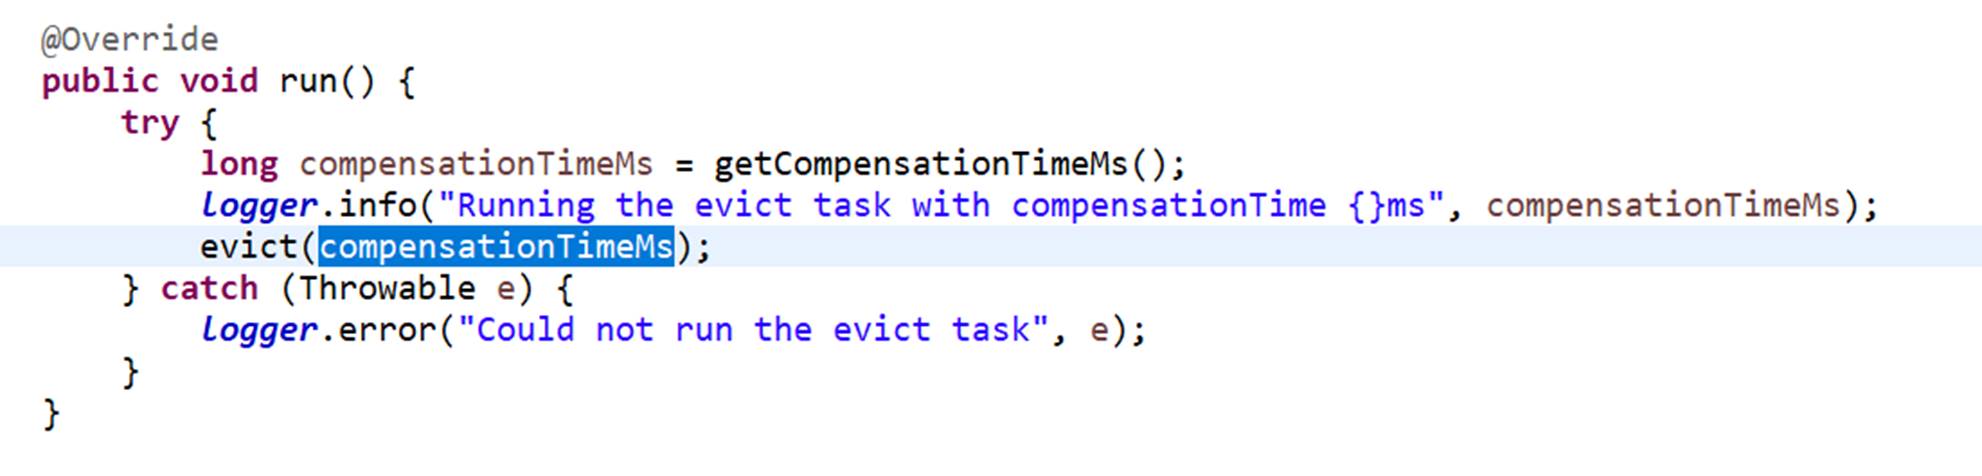 @Override
public void run() {
try {
long compensationTimeMs = getCompensationTimeMs();
logger.info("Running the evict task with compensationTime {}ms", compensationTimeMs);
evict(compensationTimeMs);
} catch (Throwable e) {
logger.error("Could not run the evict task", e);
}
}